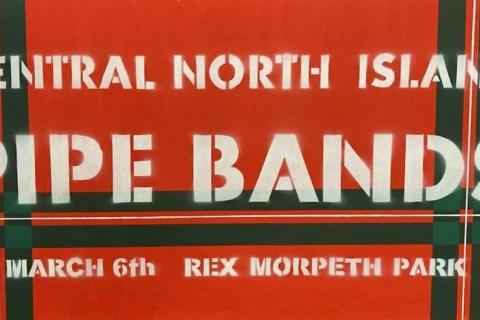 ENTRAL NORTH ISLAN
PIPE BANDS
MARCH 6th REX MORPETH PARK